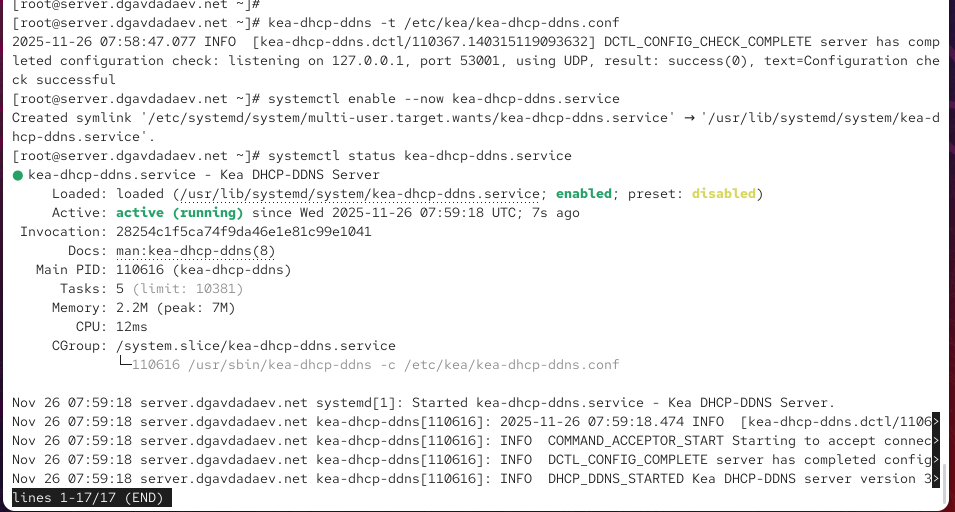 [root@server.dgavdadaev.net ~]#
[root@server.dgavdadaev.net ~]# kea-dhcp-ddns -t /etc/kea/kea-dhcp-ddns.conf
2025-11-26 07:58:47.077 INFO  [kea-dhcp-ddns.dctl/110367.140315119093632] DCTL_CONFIG_CHECK_COMPLETE server has comp
leted configuration check: listening on 127.0.0.1, port 53001, using UDP, result: success(0), text=Configuration che
ck successful
[root@server.dgavdadaev.net ~]# systemctl enable --now kea-dhcp-ddns.service
Created symlink '/etc/systemd/system/multi-user.target.wants/kea-dhcp-ddns.service' → '/usr/lib/systemd/system/kea-d
hcp-ddns.service'.
[root@server.dgavdadaev.net ~]# systemctl status kea-dhcp-ddns.service
● kea-dhcp-ddns.service - Kea DHCP-DDNS Server
     Loaded: loaded (/usr/lib/systemd/system/kea-dhcp-ddns.service; enabled; preset: disabled)
     Active: active (running) since Wed 2025-11-26 07:59:18 UTC; 7s ago
 Invocation: 28254c1f5ca74f9da46e1e81c99e1041
       Docs: man:kea-dhcp-ddns(8)
   Main PID: 110616 (kea-dhcp-ddns)
      Tasks: 5 (limit: 10381)
     Memory: 2.2M (peak: 7M)
        CPU: 12ms
     CGroup: /system.slice/kea-dhcp-ddns.service
             └─110616 /usr/sbin/kea-dhcp-ddns -c /etc/kea/kea-dhcp-ddns.conf
Nov 26 07:59:18 server.dgavdadaev.net systemd[1]: Started kea-dhcp-ddns.service - Kea DHCP-DDNS Server.
Nov 26 07:59:18 server.dgavdadaev.net kea-dhcp-ddns[110616]: 2025-11-26 07:59:18.474 INFO  [kea-dhcp-ddns.dctl/1106>
Nov 26 07:59:18 server.dgavdadaev.net kea-dhcp-ddns[110616]: INFO  COMMAND_ACCEPTOR_START Starting to accept connec>
Nov 26 07:59:18 server.dgavdadaev.net kea-dhcp-ddns[110616]: INFO  DCTL_CONFIG_COMPLETE server has completed config>
Nov 26 07:59:18 server.dgavdadaev.net kea-dhcp-ddns[110616]: INFO  DHCP_DDNS_STARTED Kea DHCP-DDNS server version 3>
lines 1-17/17 (END)